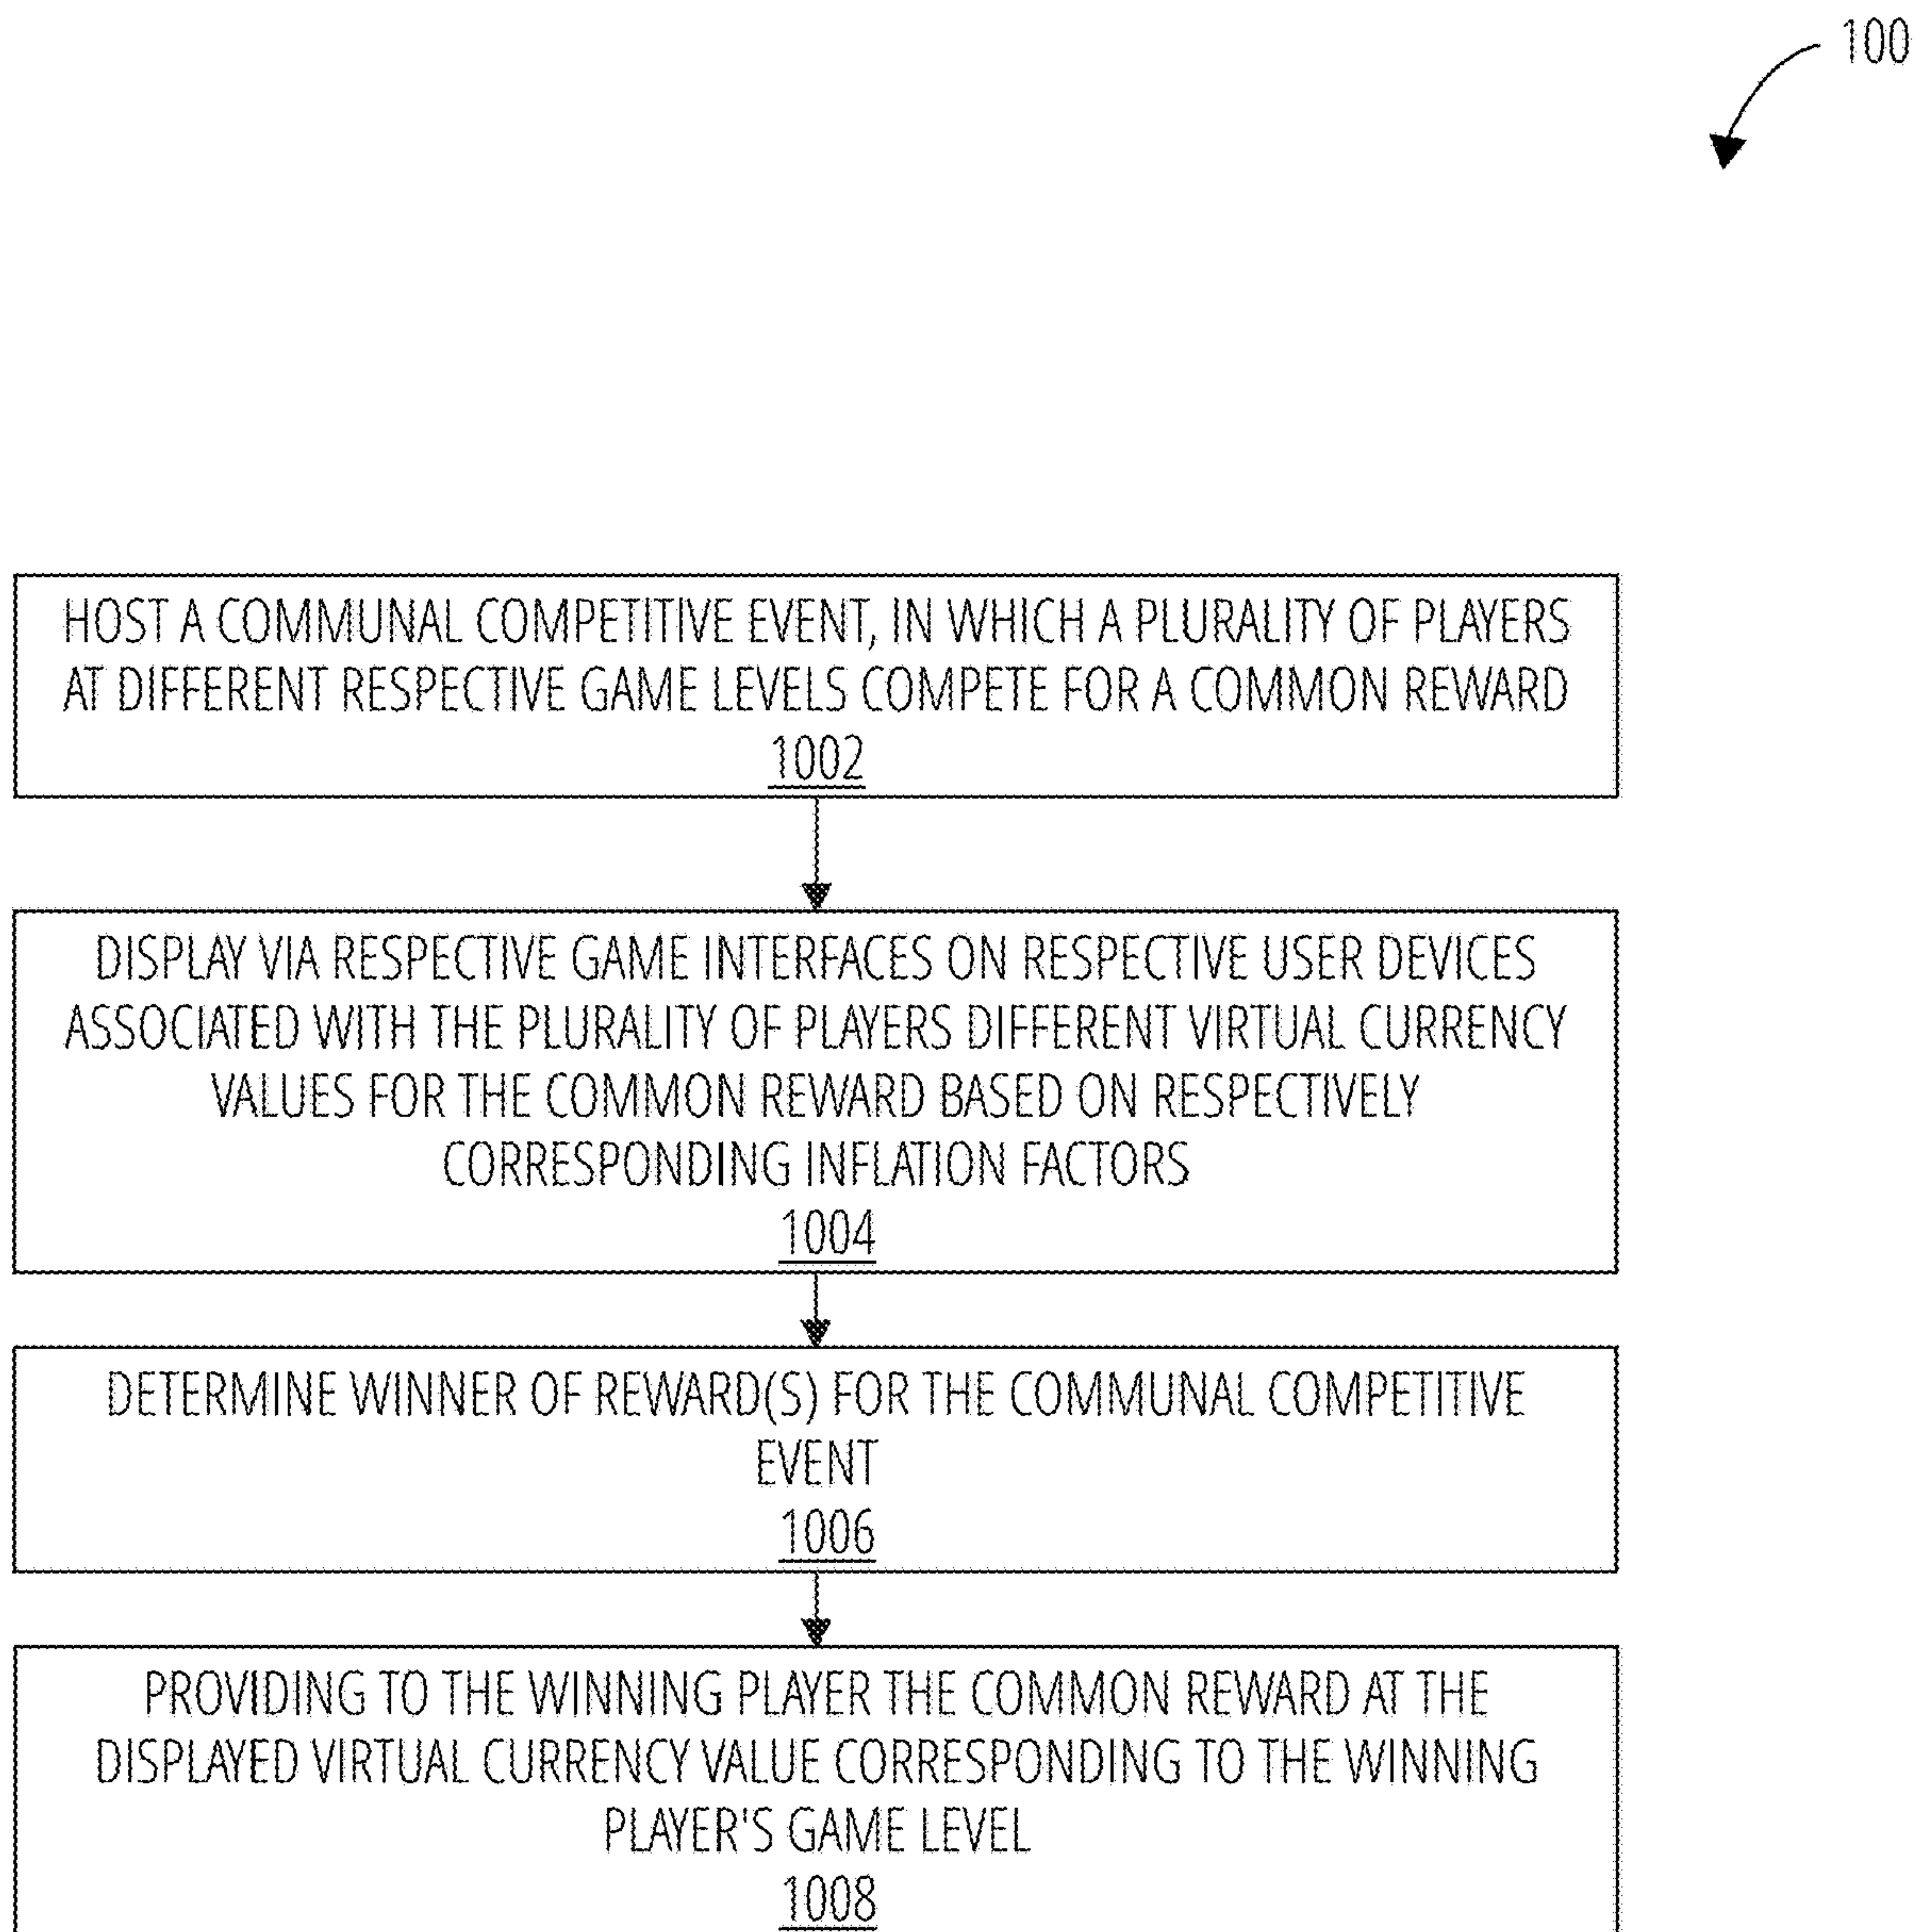 100
HOST A COMMUNAL COMPETITIVE EVENT, IN WHICH A PLURALITY OF PLAYERS
AT DIFFERENT RESPECTIVE GAME LEVELS COMPETE FOR A COMMON REWARD
1002
DISPLAY VIA RESPECTIVE GAME INTERFACES ON RESPECTIVE USER DEVICES
ASSOCIATED WITH THE PLURALITY OF PLAYERS DIFFERENT VIRTUAL CURRENCY
VALUES FOR THE COMMON REWARD BASED ON RESPECTIVELY
CORRESPONDING INFLATION FACTORS
1004
DETERMINE WINNER OF REWARD(S) FOR THE COMMUNAL COMPETITIVE
EVENT
1006
PROVIDING TO THE WINNING PLAYER THE COMMON REWARD AT THE
DISPLAYED VIRTUAL CURRENCY VALUE CORRESPONDING TO THE WINNING
PLAYER'S GAME LEVEL
1008